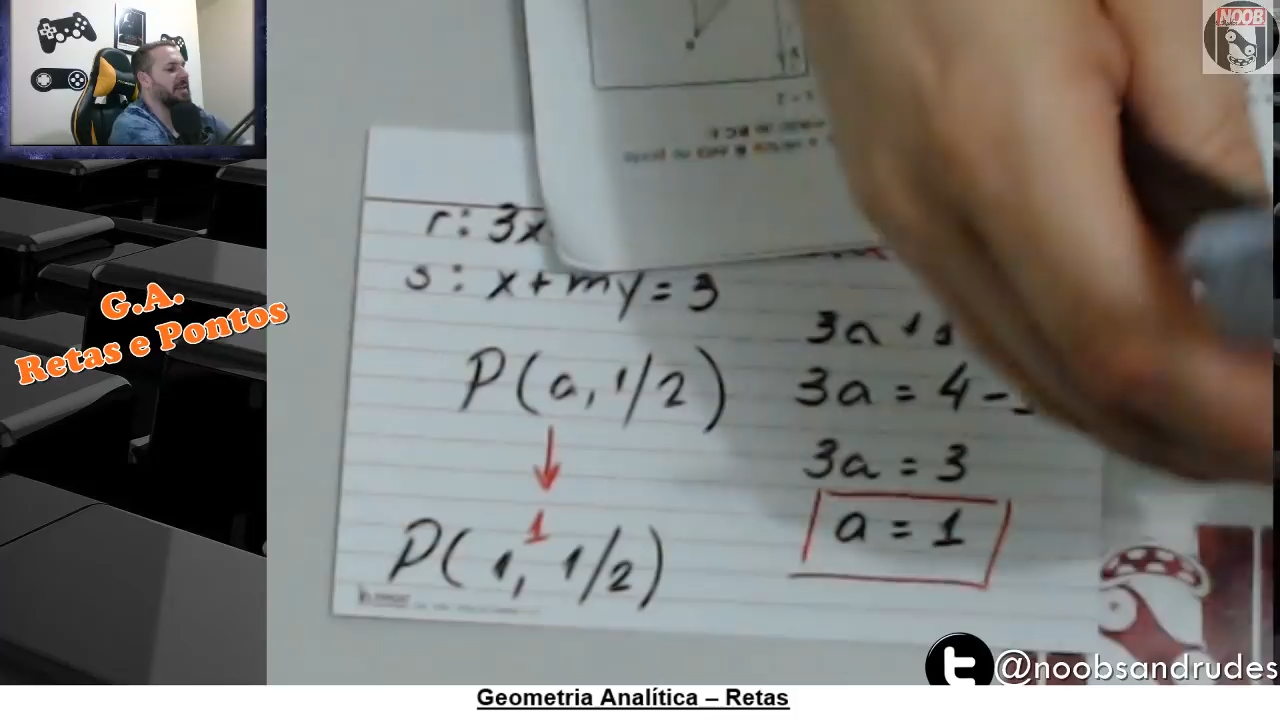 NOOB
G.A.
Retas e Pontos
r: 3x
s: x + my = 3
P(a, 1/2)
1
P(1, 1/2)
3a +
3a = 4 -
3a = 3
a = 1
@noobsandrudes
Geometria Analítica – Retas